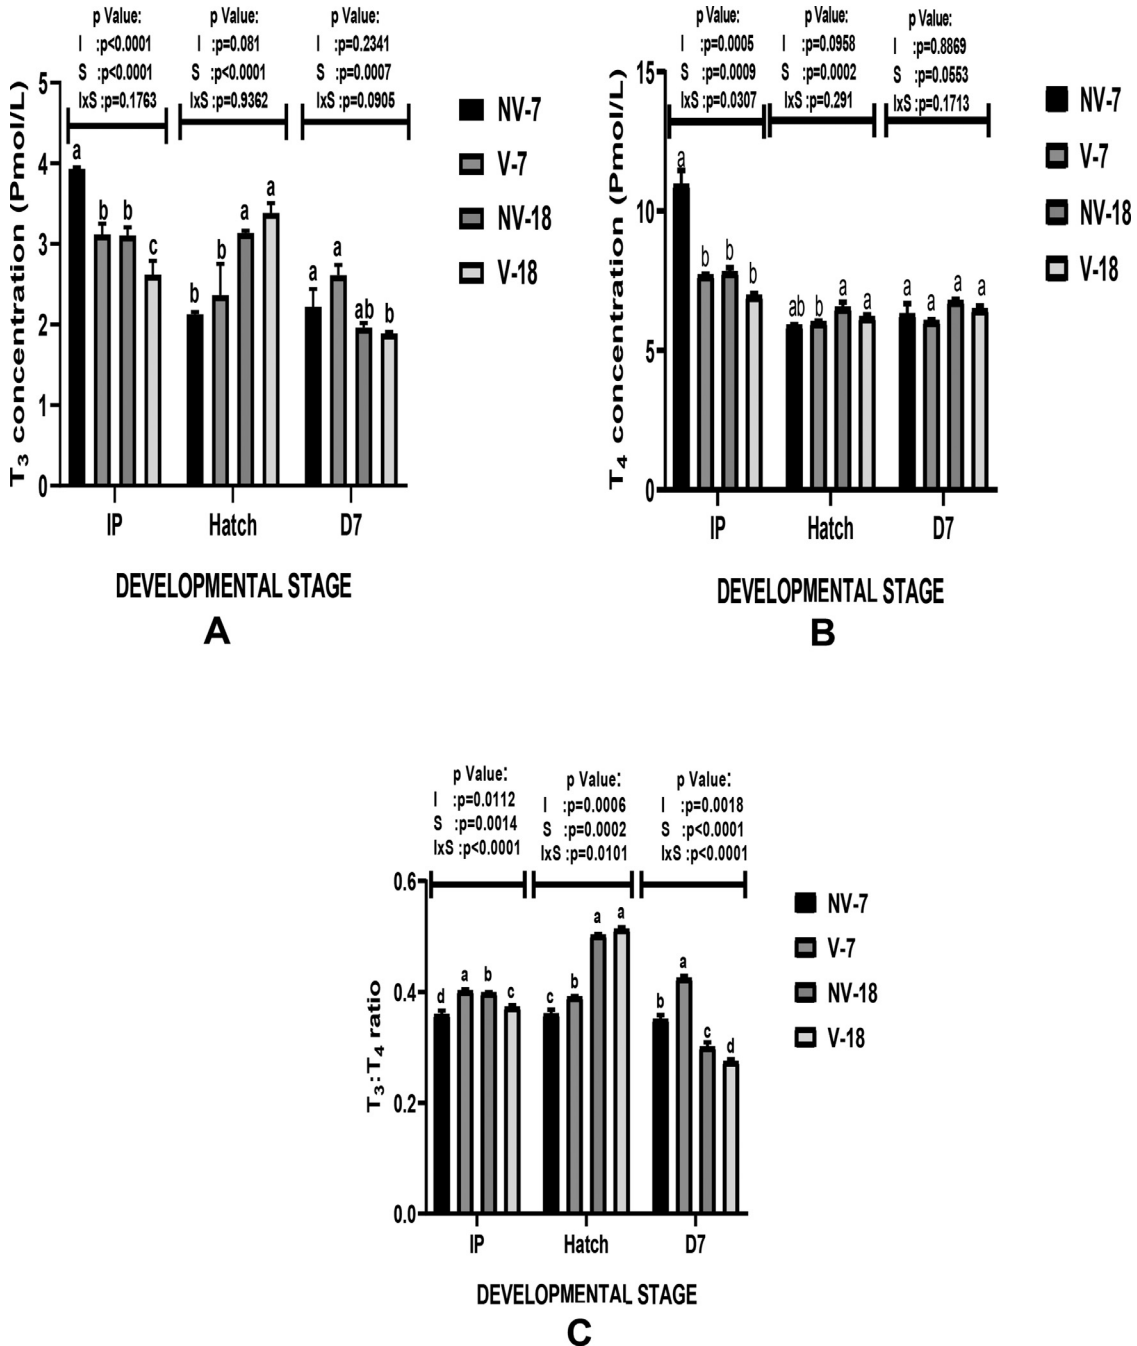 p Value:
I :p<0.0001
S :p<0.0001
IxS :p=0.1763
p Value:
I :p=0.081
S :p<0.0001
IxS :p=0.9362
p Value:
I :p=0.2341
S :p=0.0007
IxS :p=0.0905
T3 concentration (Pmol/L)
5
4
3
2
1
0
a
b
b
c
b
b
a
a
a
a
ab
b
IP
Hatch
D7
DEVELOPMENTAL STAGE
NV-7
V-7
NV-18
V-18
A
p Value:
I :p=0.0005
S :p=0.0009
IxS :p=0.0307
p Value:
I :p=0.0958
S :p=0.0002
IxS :p=0.291
p Value:
I :p=0.8869
S :p=0.0553
IxS :p=0.1713
T4 concentration (Pmol/L)
15
10
5
0
a
b
b
b
ab
b
a
a
a
a
a
a
IP
Hatch
D7
DEVELOPMENTAL STAGE
NV-7
V-7
NV-18
V-18
B
p Value:
I :p=0.0112
S :p=0.0014
IxS :p<0.0001
p Value:
I :p=0.0006
S :p=0.0002
IxS :p=0.0101
p Value:
I :p=0.0018
S :p<0.0001
IxS :p<0.0001
T3:T4 ratio
0.6
0.4
0.2
0.0
d
a
b
c
c
b
a
a
b
a
c
d
IP
Hatch
D7
DEVELOPMENTAL STAGE
NV-7
V-7
NV-18
V-18
C